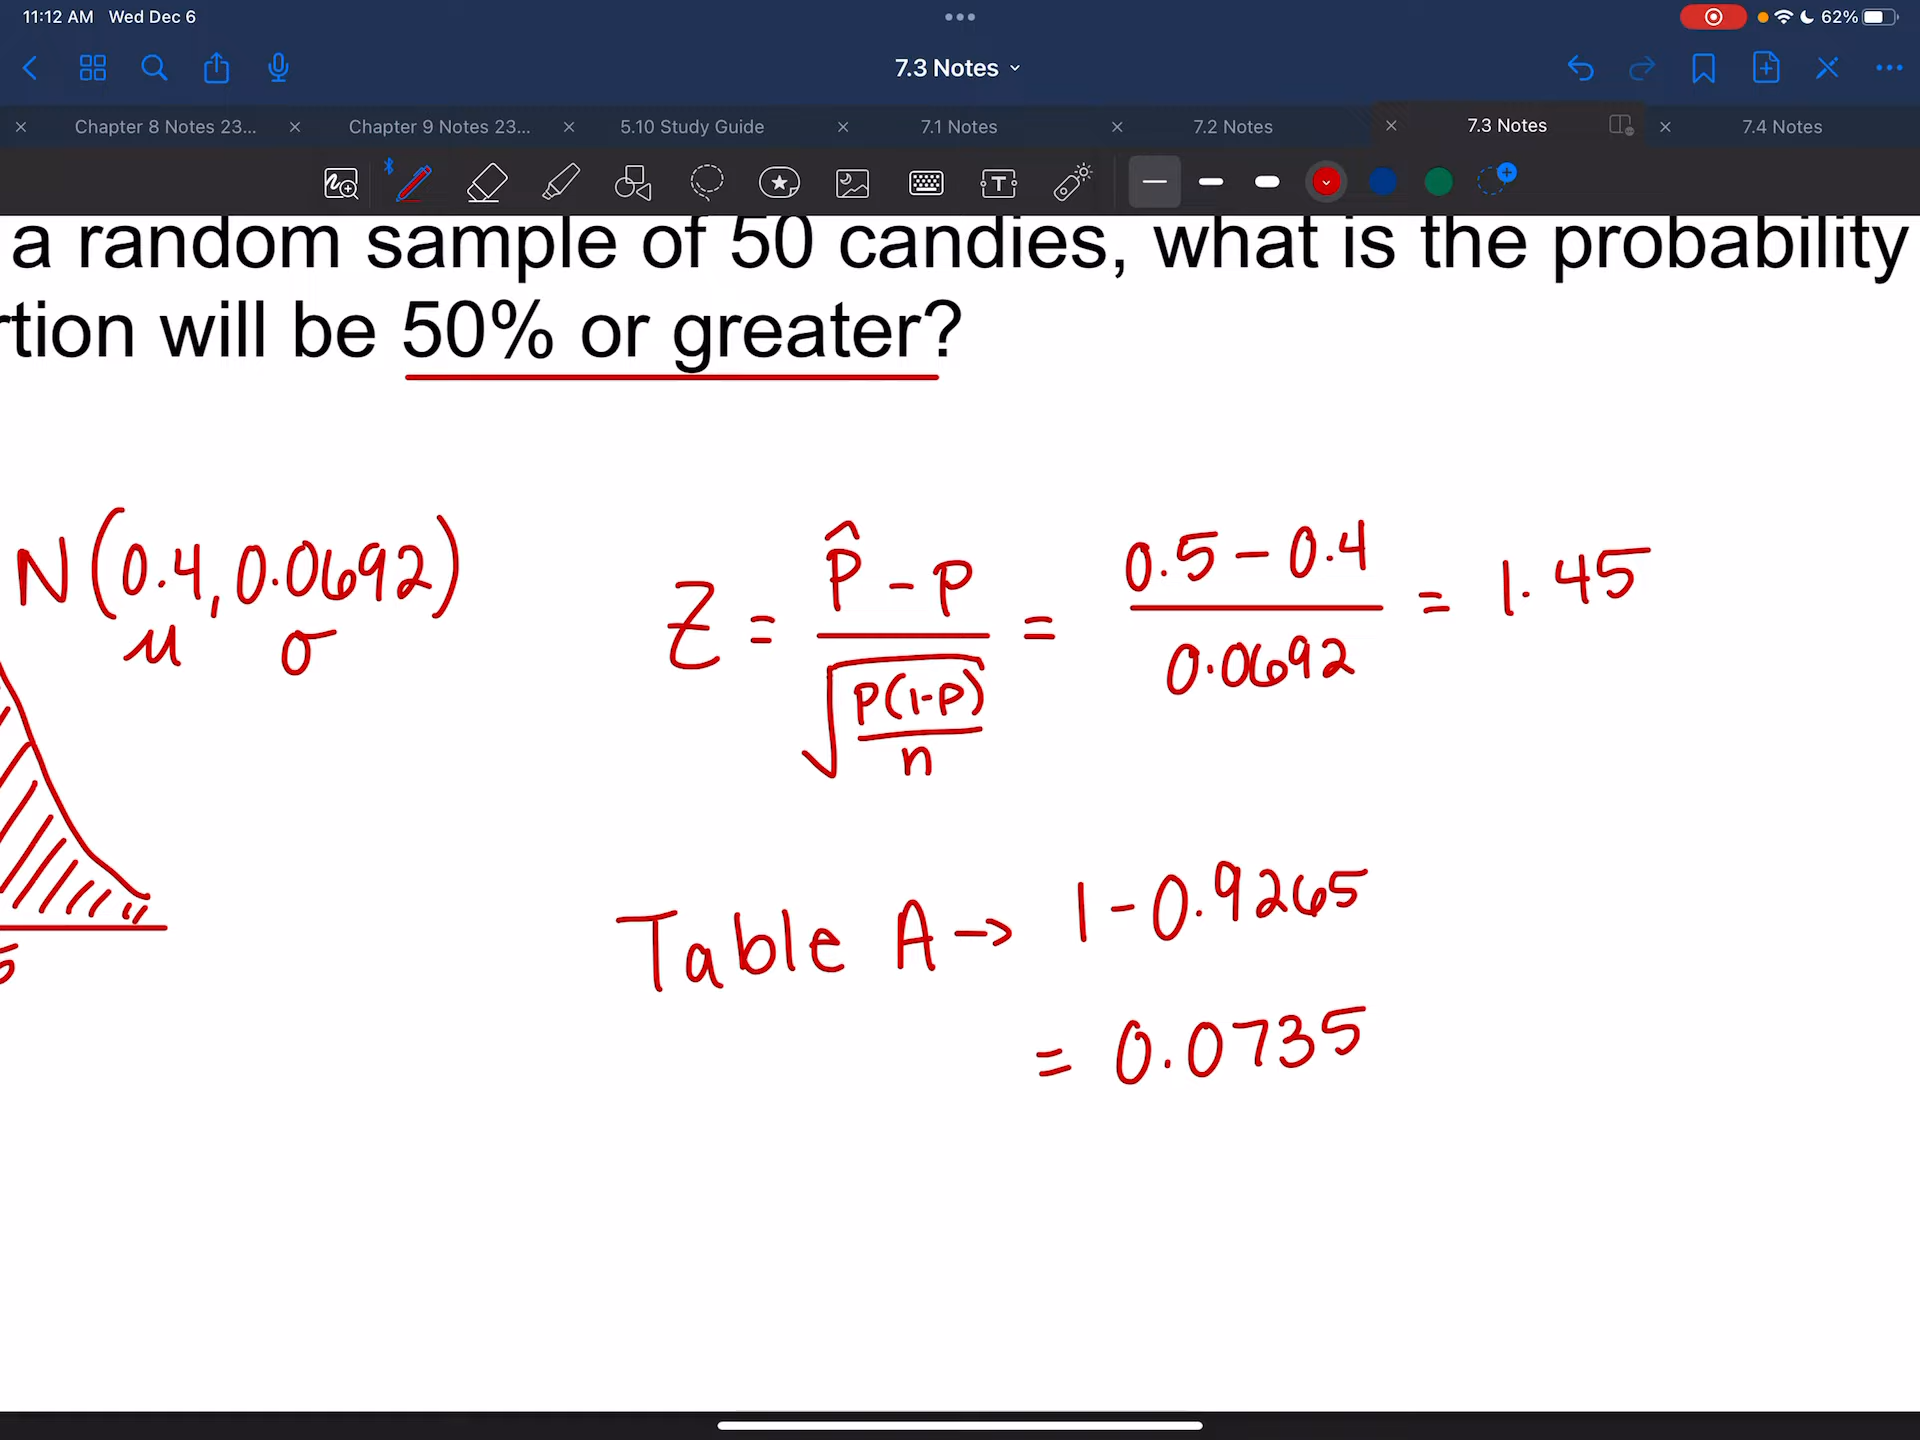 11:12 AM Wed Dec 6
62%
7.3 Notes
Chapter 8 Notes 23... Chapter 9 Notes 23... 5.10 Study Guide 7.1 Notes 7.2 Notes 7.3 Notes 7.4 Notes
a random sample of 50 candies, what is the probability
rtion will be 50% or greater?
N(0.4, 0.0692)
μ σ
Z = p̂ - p / √(p(1-p)/n) = 0.5 - 0.4 / 0.0692 = 1.45
Table A → 1 - 0.9265
= 0.0735
5